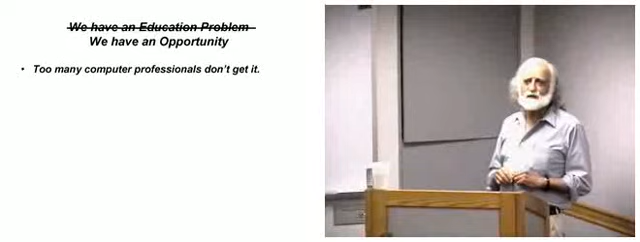 We have an Education Problem
We have an Opportunity
• Too many computer professionals don't get it.